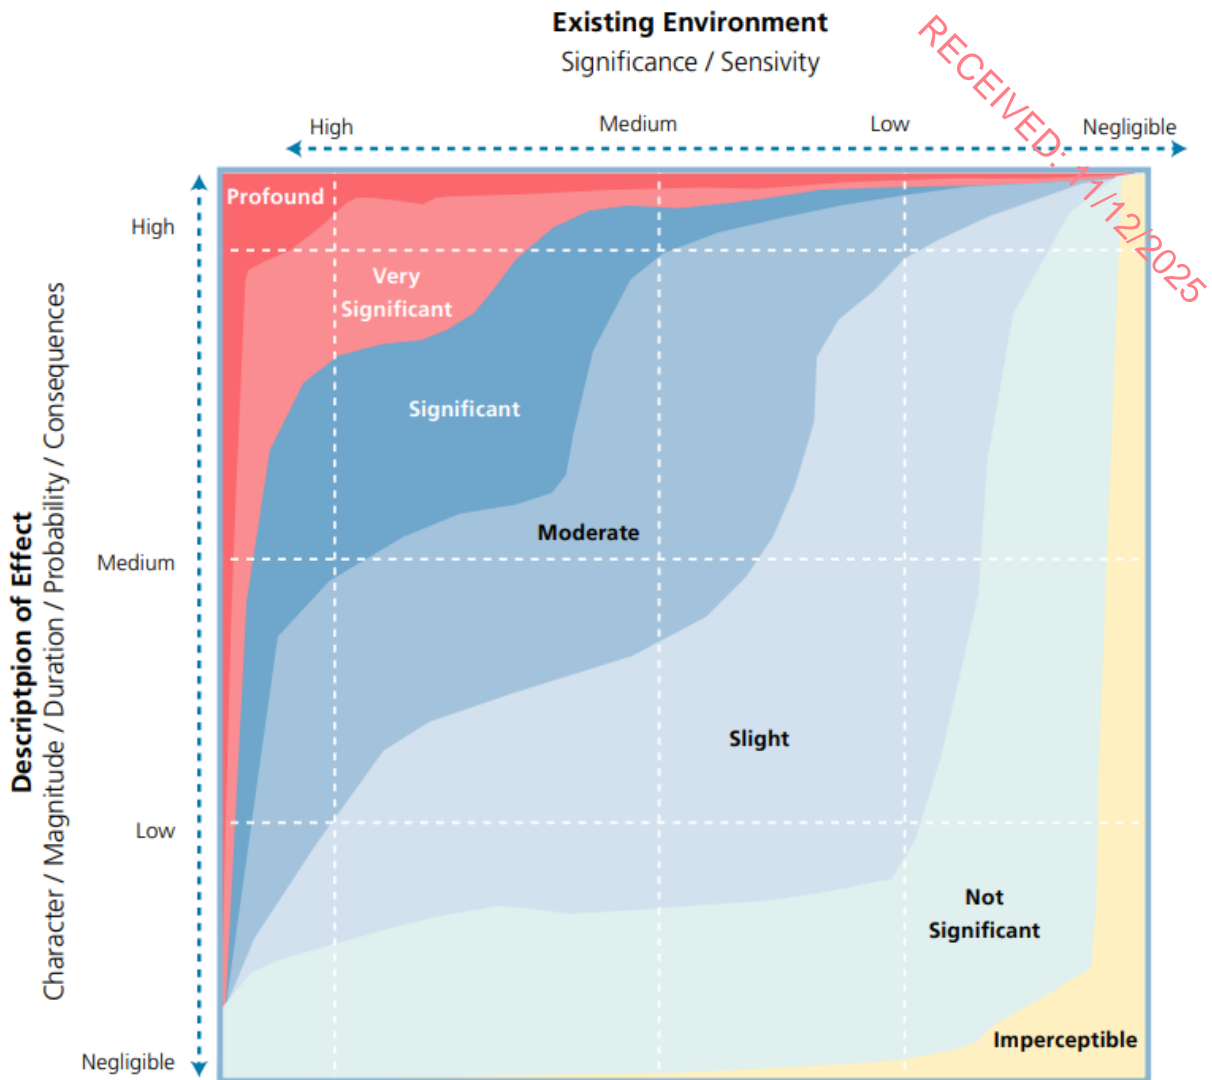 Existing Environment
Significance / Sensivity
RECEIVED: 11/12/2025
High
Medium
Low
Negligible
Profound
High
Very
Significant
Significant
Moderate
Medium
Slight
Low
Not
Significant
Imperceptible
Negligible
Descriptpion of Effect
Character / Magnitude / Duration / Probability / Consequences